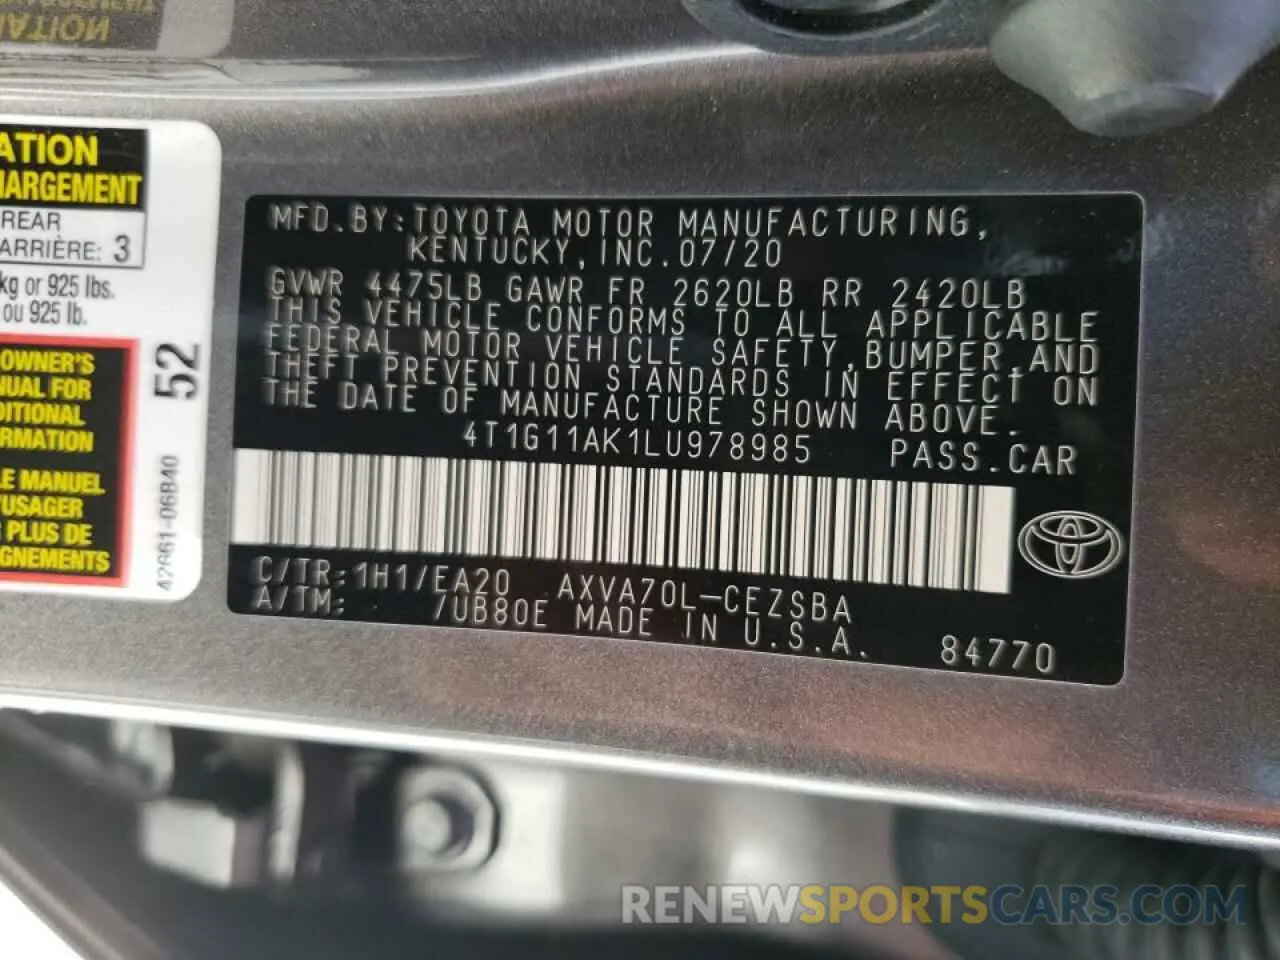 ATION
ATION
HARGEMENT
REAR
ARRIÈRE: 3
kg or 925 lbs.
ou 925 lb.
OWNER'S
NUAL FOR
DITIONAL
RMATION
LE MANUEL
'USAGER
PLUS DE
GNEMENTS
52
42661-06B40
MFD.BY:TOYOTA MOTOR MANUFACTURING,
KENTUCKY,INC.07/20
GVWR 4475LB GAWR FR 2620LB RR 2420LB
THIS VEHICLE CONFORMS TO ALL APPLICABLE
FEDERAL MOTOR VEHICLE SAFETY,BUMPER,AND
THEFT PREVENTION STANDARDS IN EFFECT ON
THE DATE OF MANUFACTURE SHOWN ABOVE.
4T1G11AK1LU978985 PASS.CAR
C/TR:1H1/EA20 AXVA70L-CEZSBA
A/TM: /UB80E MADE IN U.S.A.
84770
RENEWSPORTSCARS.COM